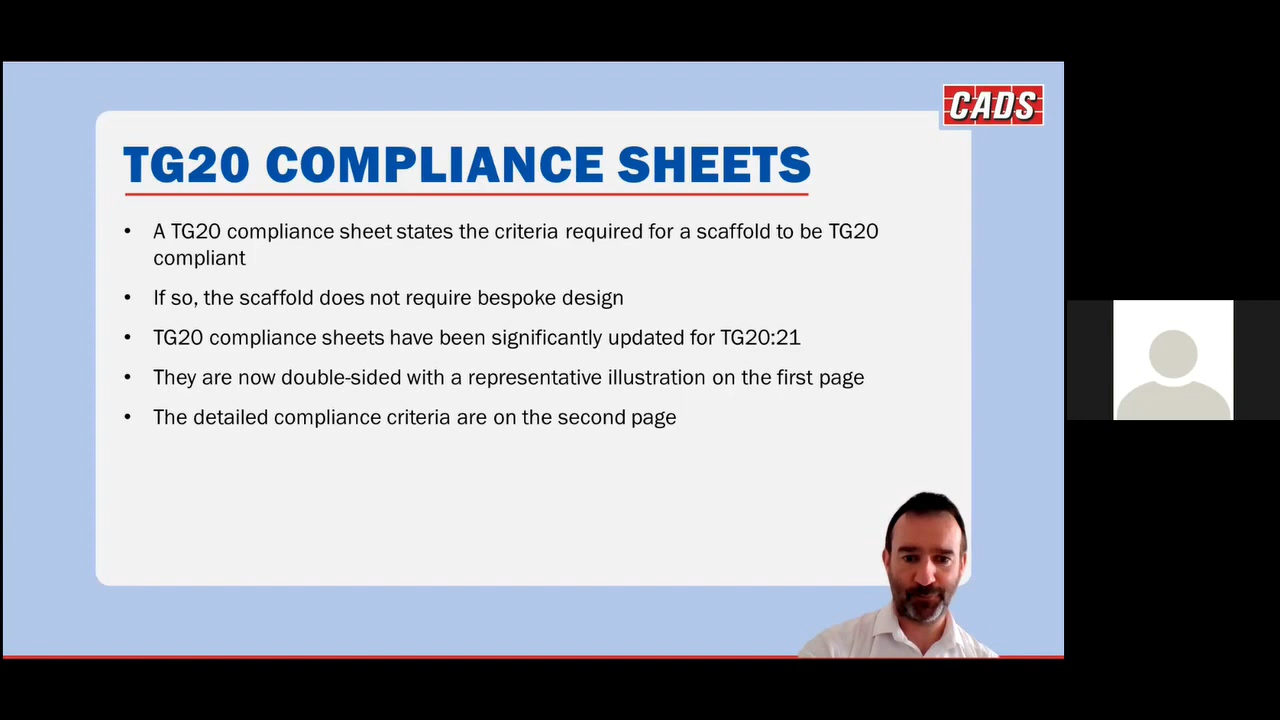 CADS
TG20 COMPLIANCE SHEETS
• A TG20 compliance sheet states the criteria required for a scaffold to be TG20
compliant
• If so, the scaffold does not require bespoke design
• TG20 compliance sheets have been significantly updated for TG20:21
• They are now double-sided with a representative illustration on the first page
• The detailed compliance criteria are on the second page